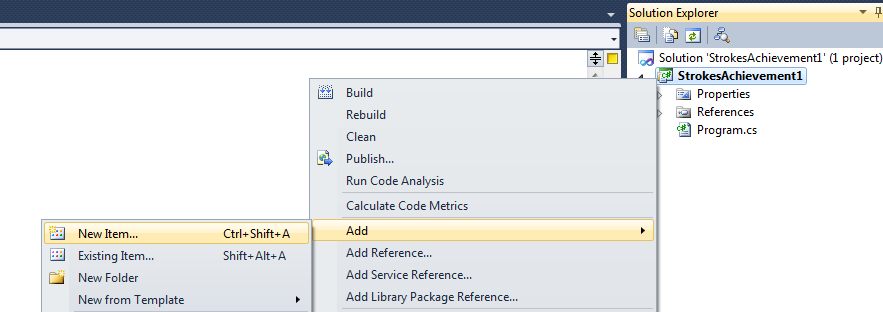 Solution Explorer
Solution 'StrokesAchievement1' (1 project)
StrokesAchievement1
Properties
References
Program.cs
Build
Rebuild
Clean
Publish...
Run Code Analysis
Calculate Code Metrics
Add
Add Reference...
Add Service Reference...
Add Library Package Reference...
New Item... Ctrl+Shift+A
Existing Item... Shift+Alt+A
New Folder
New from Template